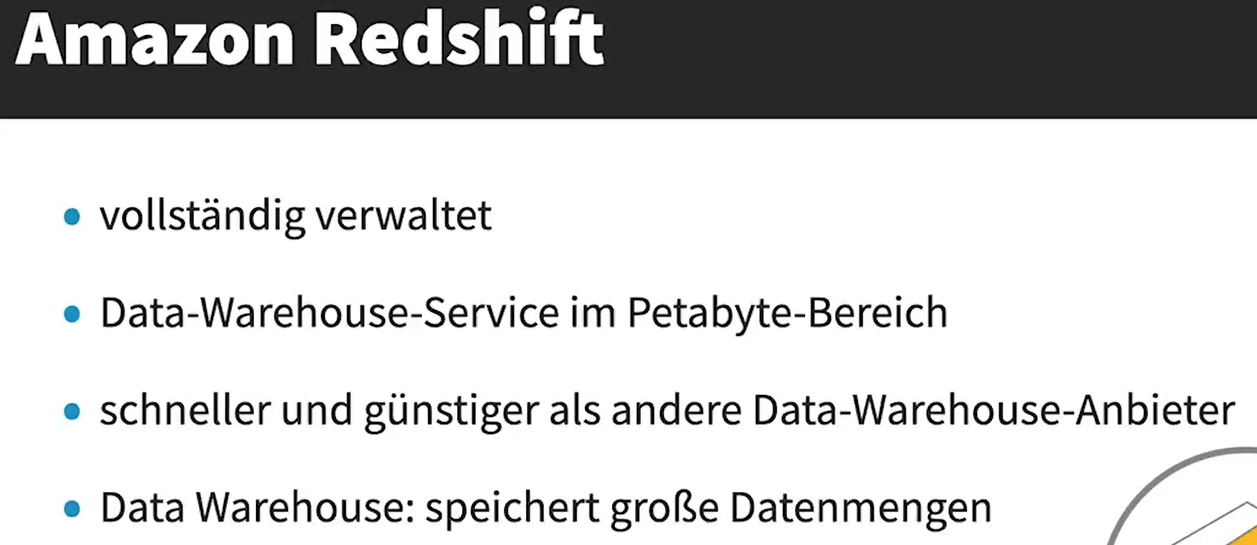 Amazon Redshift
vollständig verwaltet
Data-Warehouse-Service im Petabyte-Bereich
schneller und günstiger als andere Data-Warehouse-Anbieter
Data Warehouse: speichert große Datenmengen